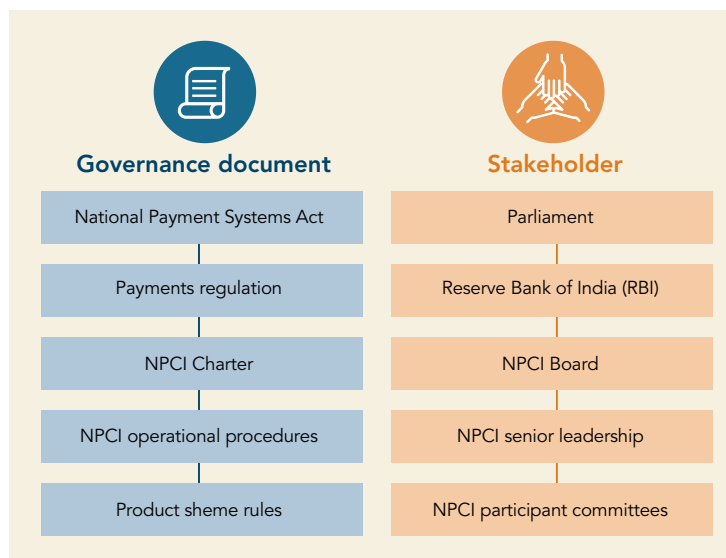 Governance document
Stakeholder
National Payment Systems Act
Parliament
Payments regulation
Reserve Bank of India (RBI)
NPCI Charter
NPCI Board
NPCI operational procedures
NPCI senior leadership
Product sheme rules
NPCI participant committees